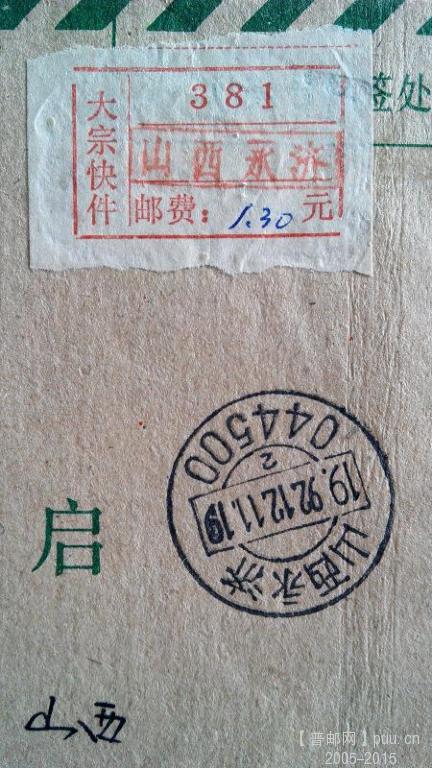 签处
大宗快件
381
山西永济
邮费：1.30元
044500
2
19.92.12.11.19
山西永济
启
山西
【普邮网】puu.cn
2005-2015